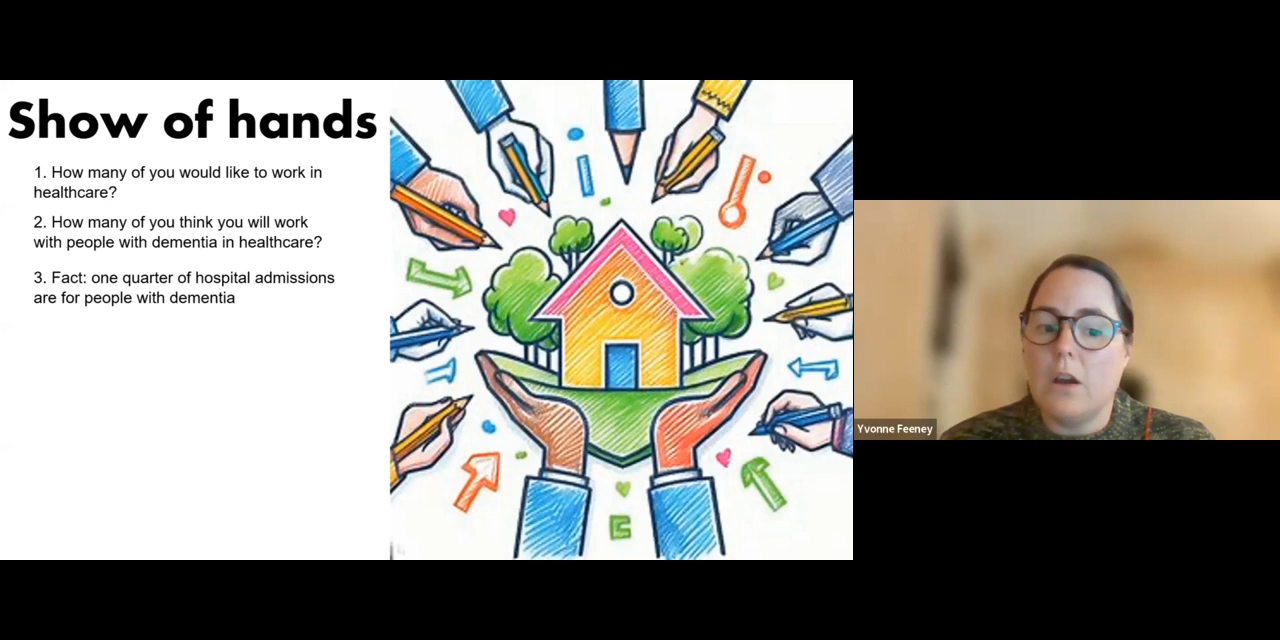 Show of hands
1. How many of you would like to work in
healthcare?
2. How many of you think you will work
with people with dementia in healthcare?
3. Fact: one quarter of hospital admissions
are for people with dementia
Yvonne Feeney